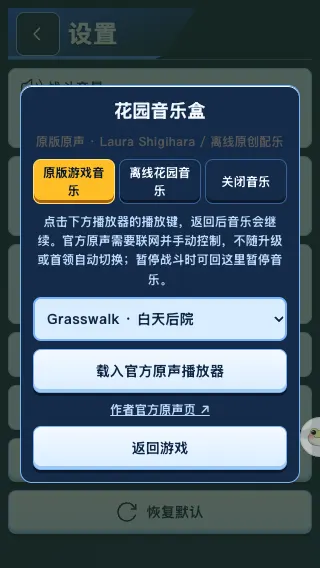 设置
花园音乐盒
原版原声 · Laura Shigihara / 离线原创配乐
原版游戏音
乐
离线花园音
乐
关闭音乐
点击下方播放器的播放键，返回后音乐会继
续。官方原声需要联网并手动控制，不随升级
或首领自动切换；暂停战斗时可回这里暂停音
乐。
Grasswalk · 白天后院
载入官方原声播放器
作者官方原声页 ↗
返回游戏
恢复默认